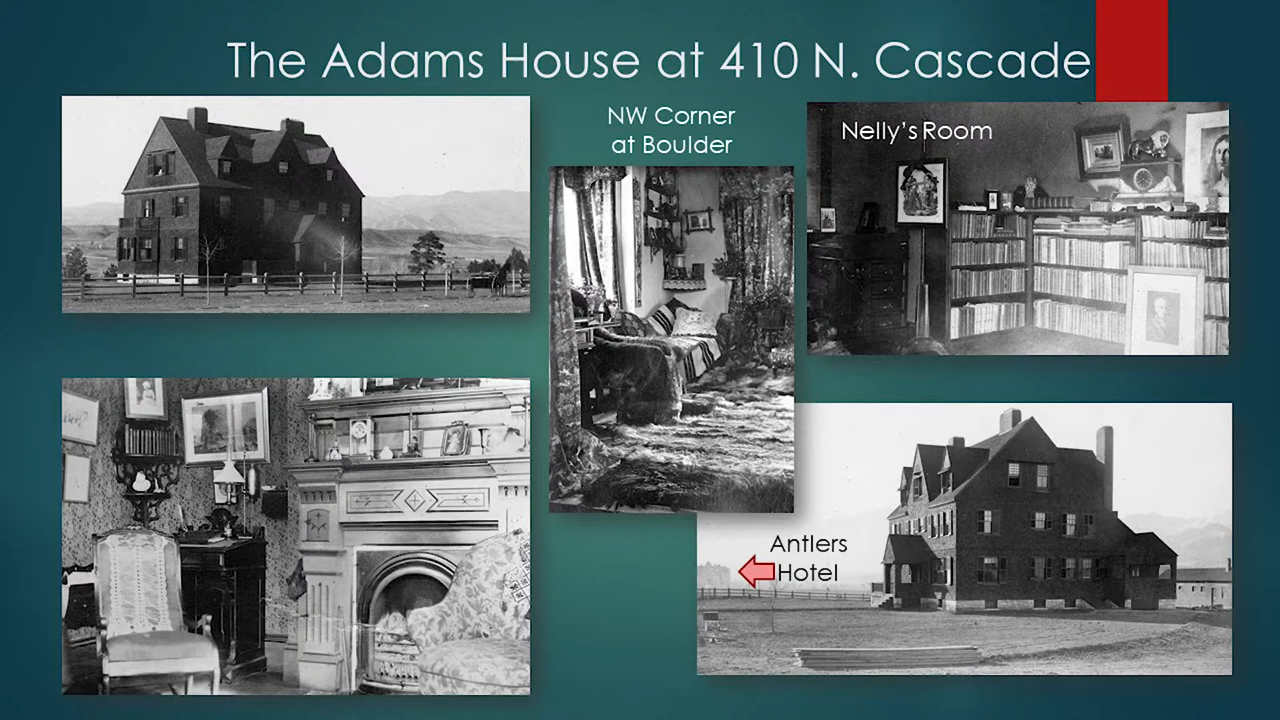 The Adams House at 410 N. Cascade
NW Corner
at Boulder
Nelly's Room
Antlers
Hotel